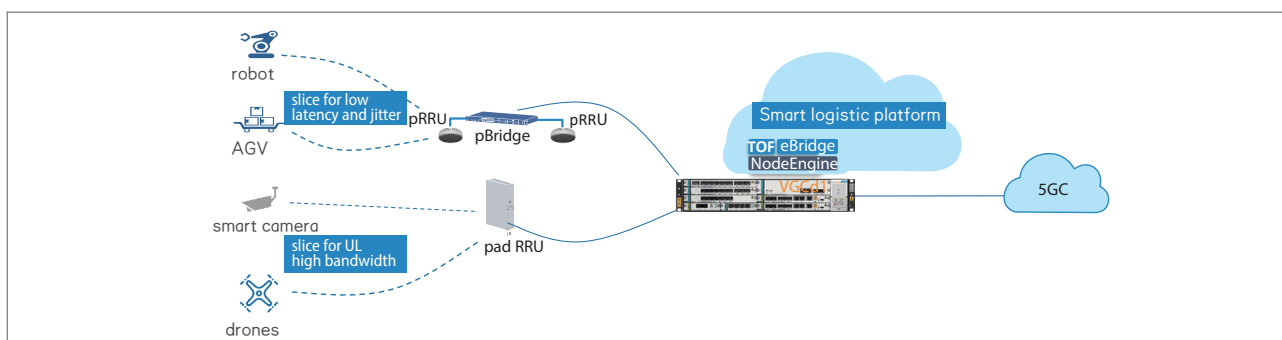 robot
slice for low
latency and jitter
AGV
pRRU
pRRU
pBridge
smart camera
slice for UL
high bandwidth
drones
pad RRU
Smart logistic platform
TOF eBridge
NodeEngine
VGCd1
5GC